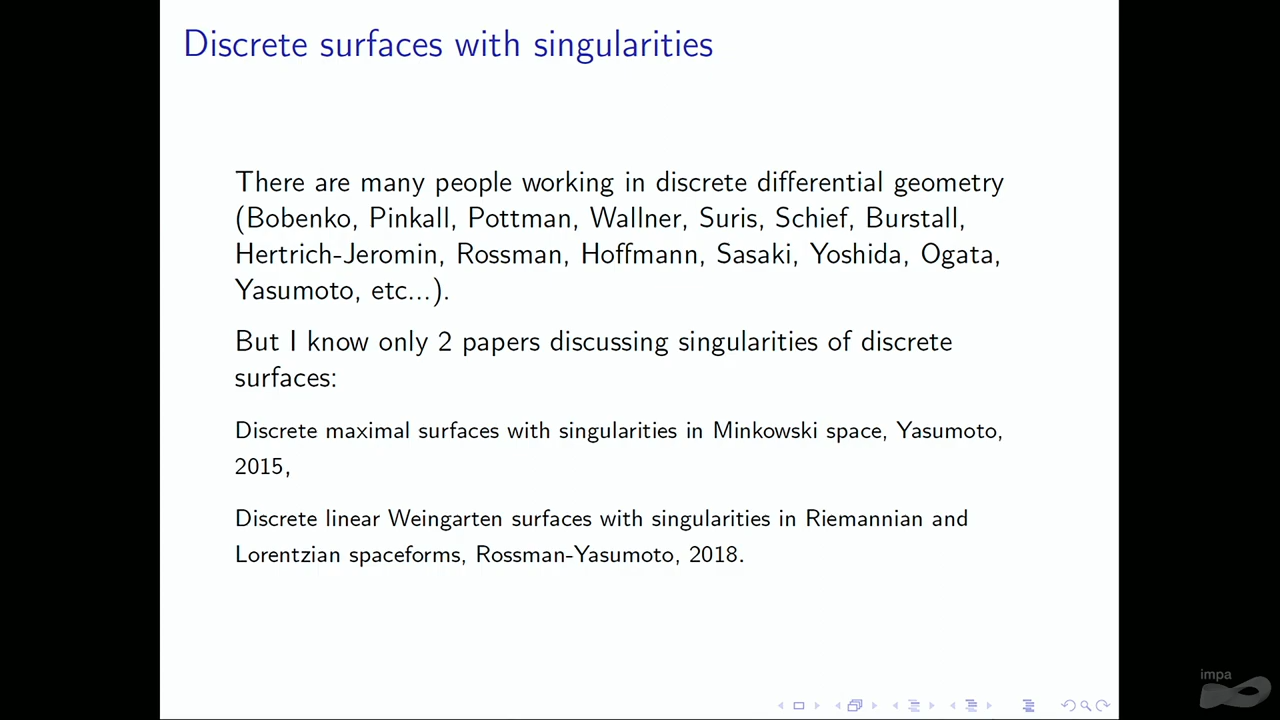 Discrete surfaces with singularities
There are many people working in discrete differential geometry
(Bobenko, Pinkall, Pottman, Wallner, Suris, Schief, Burstall,
Hertrich-Jeromin, Rossman, Hoffmann, Sasaki, Yoshida, Ogata,
Yasumoto, etc...).
But I know only 2 papers discussing singularities of discrete
surfaces:
Discrete maximal surfaces with singularities in Minkowski space, Yasumoto,
2015,
Discrete linear Weingarten surfaces with singularities in Riemannian and
Lorentzian spaceforms, Rossman-Yasumoto, 2018.
impa